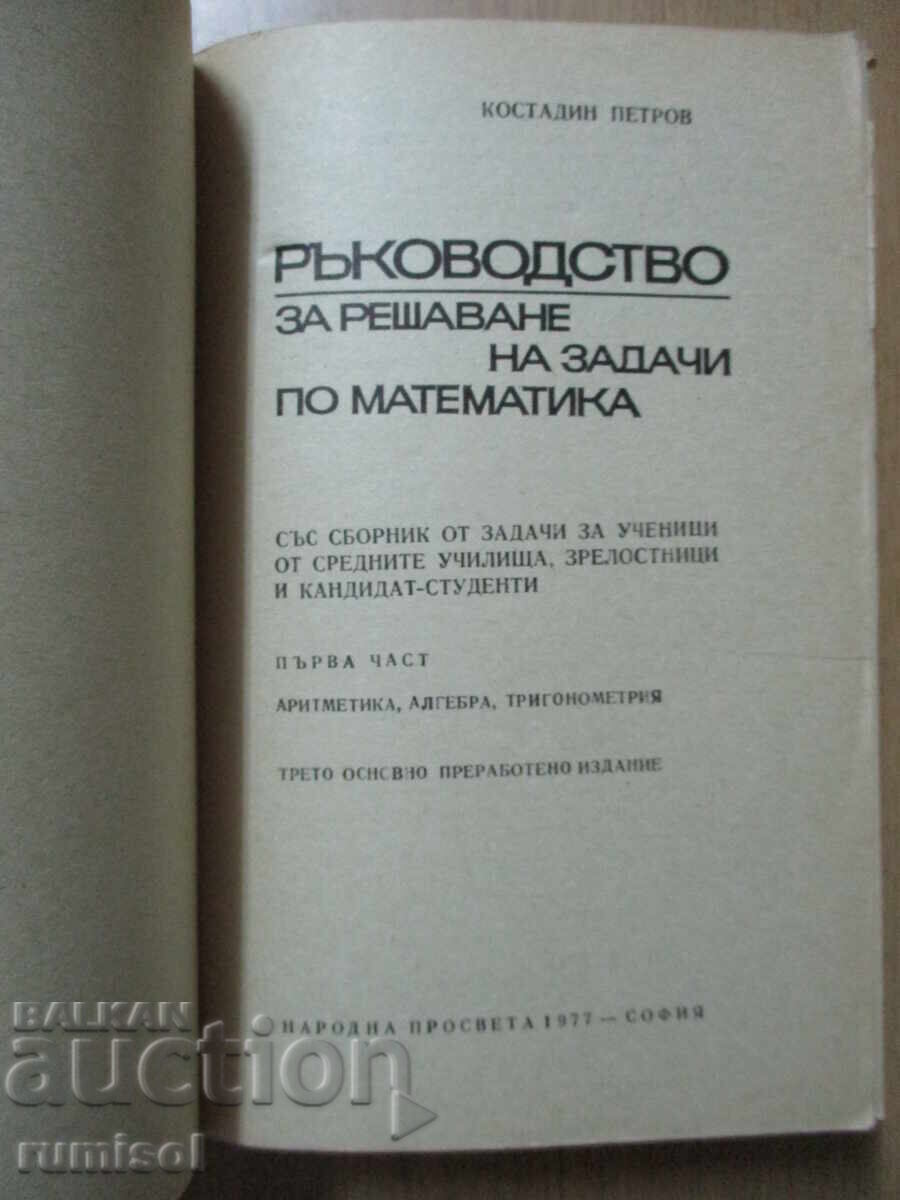 КОСТАДИН ПЕТРОВ
РЪКОВОДСТВО
ЗА РЕШАВАНЕ
НА ЗАДАЧИ
ПО МАТЕМАТИКА
СЪС СБОРНИК ОТ ЗАДАЧИ ЗА УЧЕНИЦИ
ОТ СРЕДНИТЕ УЧИЛИЩА, ЗРЕЛОСТНИЦИ
И КАНДИДАТ-СТУДЕНТИ
ПЪРВА ЧАСТ
АРИТМЕТИКА, АЛГЕБРА, ТРИГОНОМЕТРИЯ
ТРЕТО ОСНОВНО ПРЕРАБОТЕНО ИЗДАНИЕ
НАРОДНА ПРОСВЕТА 1977 — СОФИЯ
BALKAN
auction
rumisol